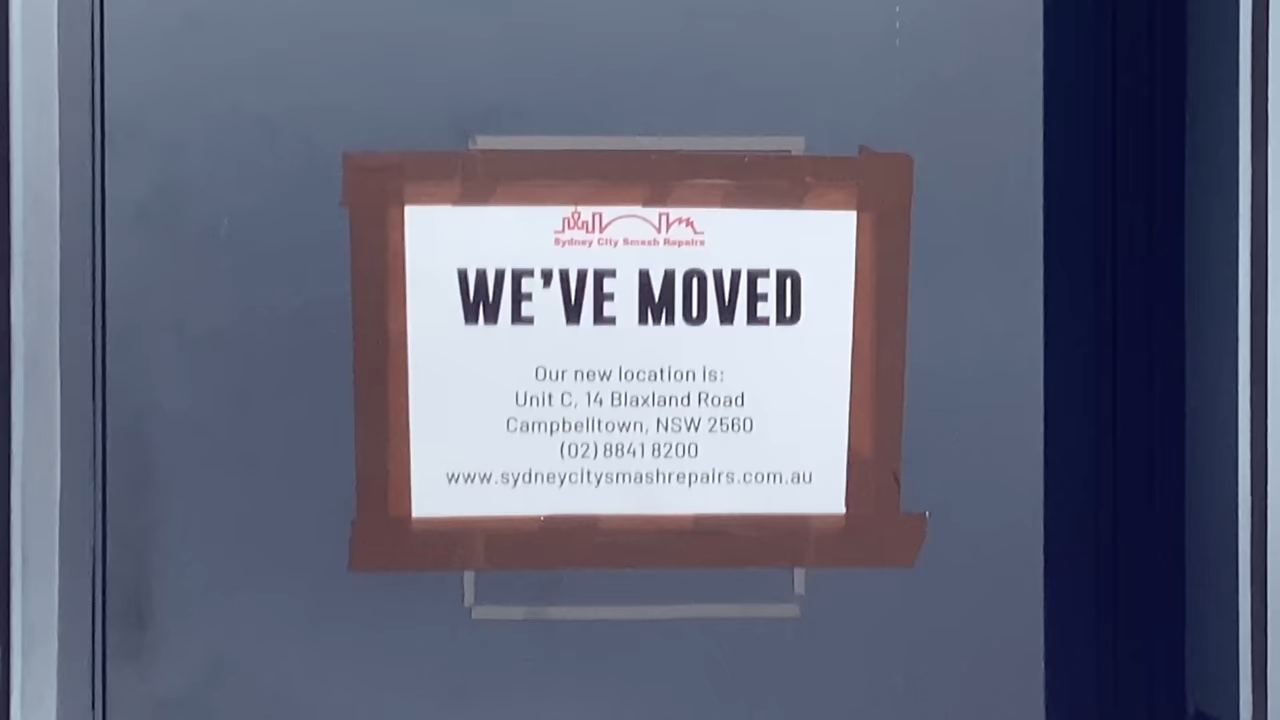 Sydney City Smash Repairs
WE'VE MOVED
Our new location is:
Unit C, 14 Blaxland Road
Campbelltown, NSW 2560
(02) 8841 8200
www.sydneycitysmashrepairs.com.au